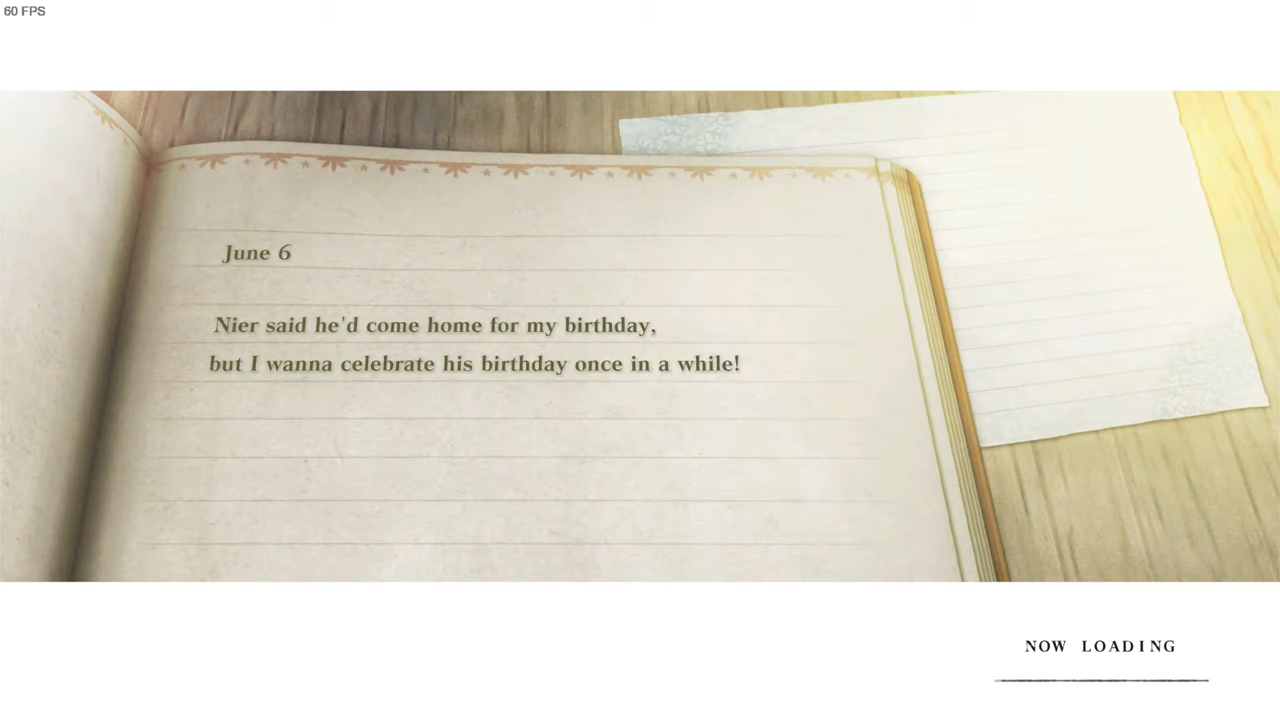 60 FPS
June 6
Nier said he'd come home for my birthday,
but I wanna celebrate his birthday once in a while!
NOW LOADING